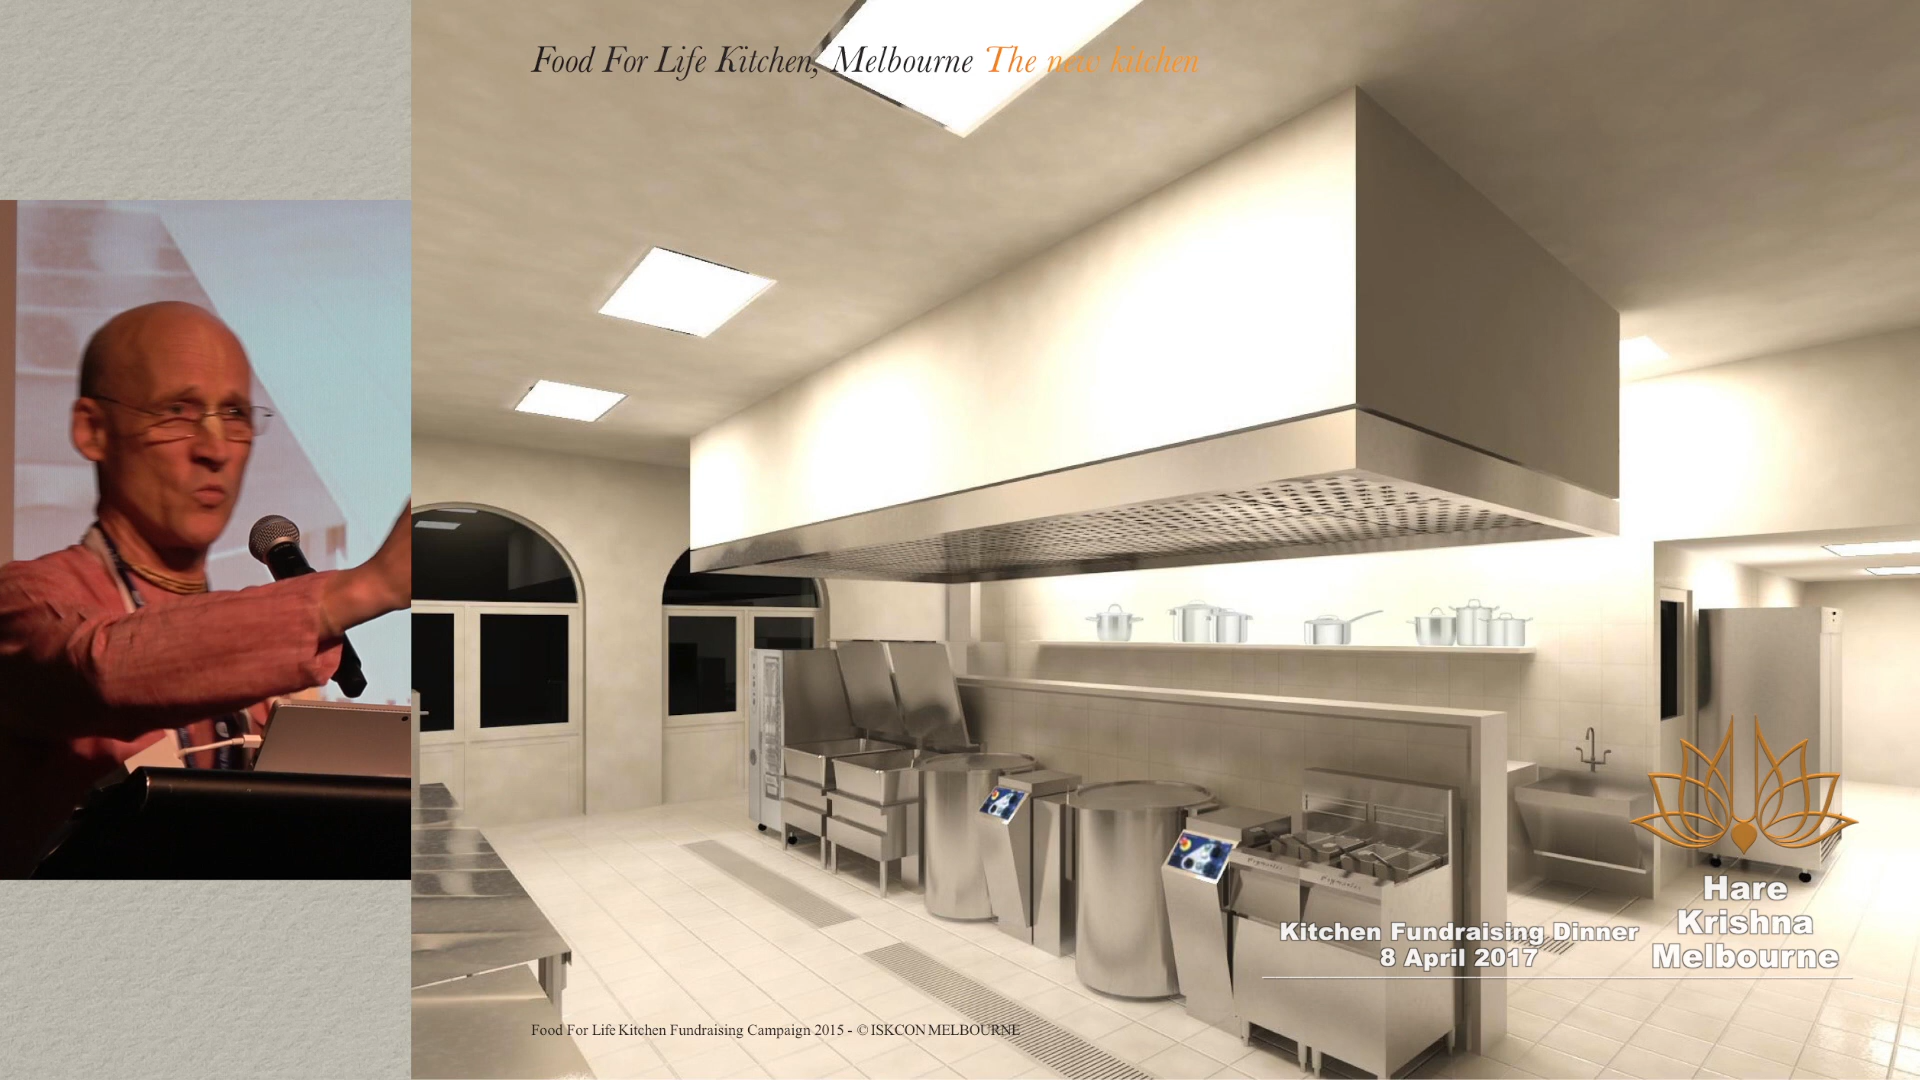 Food For Life Kitchen, Melbourne The new kitchen
Hare
Krishna
Melbourne
Kitchen Fundraising Dinner
8 April 2017
Food For Life Kitchen Fundraising Campaign 2015 - © ISKCON MELBOURNE